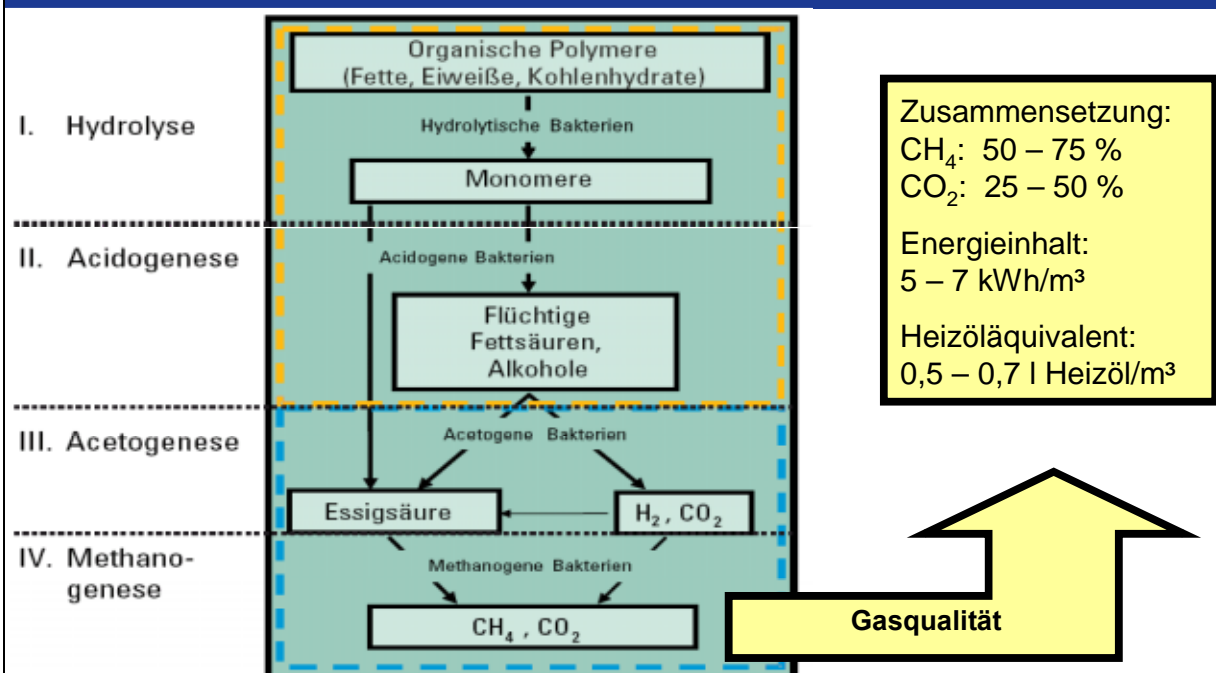 Organische Polymere
(Fette, Eiweiße, Kohlenhydrate)
I. Hydrolyse
Hydrolytische Bakterien
Monomere
II. Acidogenese
Acidogene Bakterien
Flüchtige
Fettsäuren,
Alkohole
III. Acetogenese
Acetogene Bakterien
Essigsäure
H₂, CO₂
IV. Methano-
genese
Methanogene Bakterien
CH₄, CO₂
Zusammensetzung:
CH₄: 50 – 75 %
CO₂: 25 – 50 %
Energieinhalt:
5 – 7 kWh/m³
Heizöläquivalent:
0,5 – 0,7 l Heizöl/m³
Gasqualität